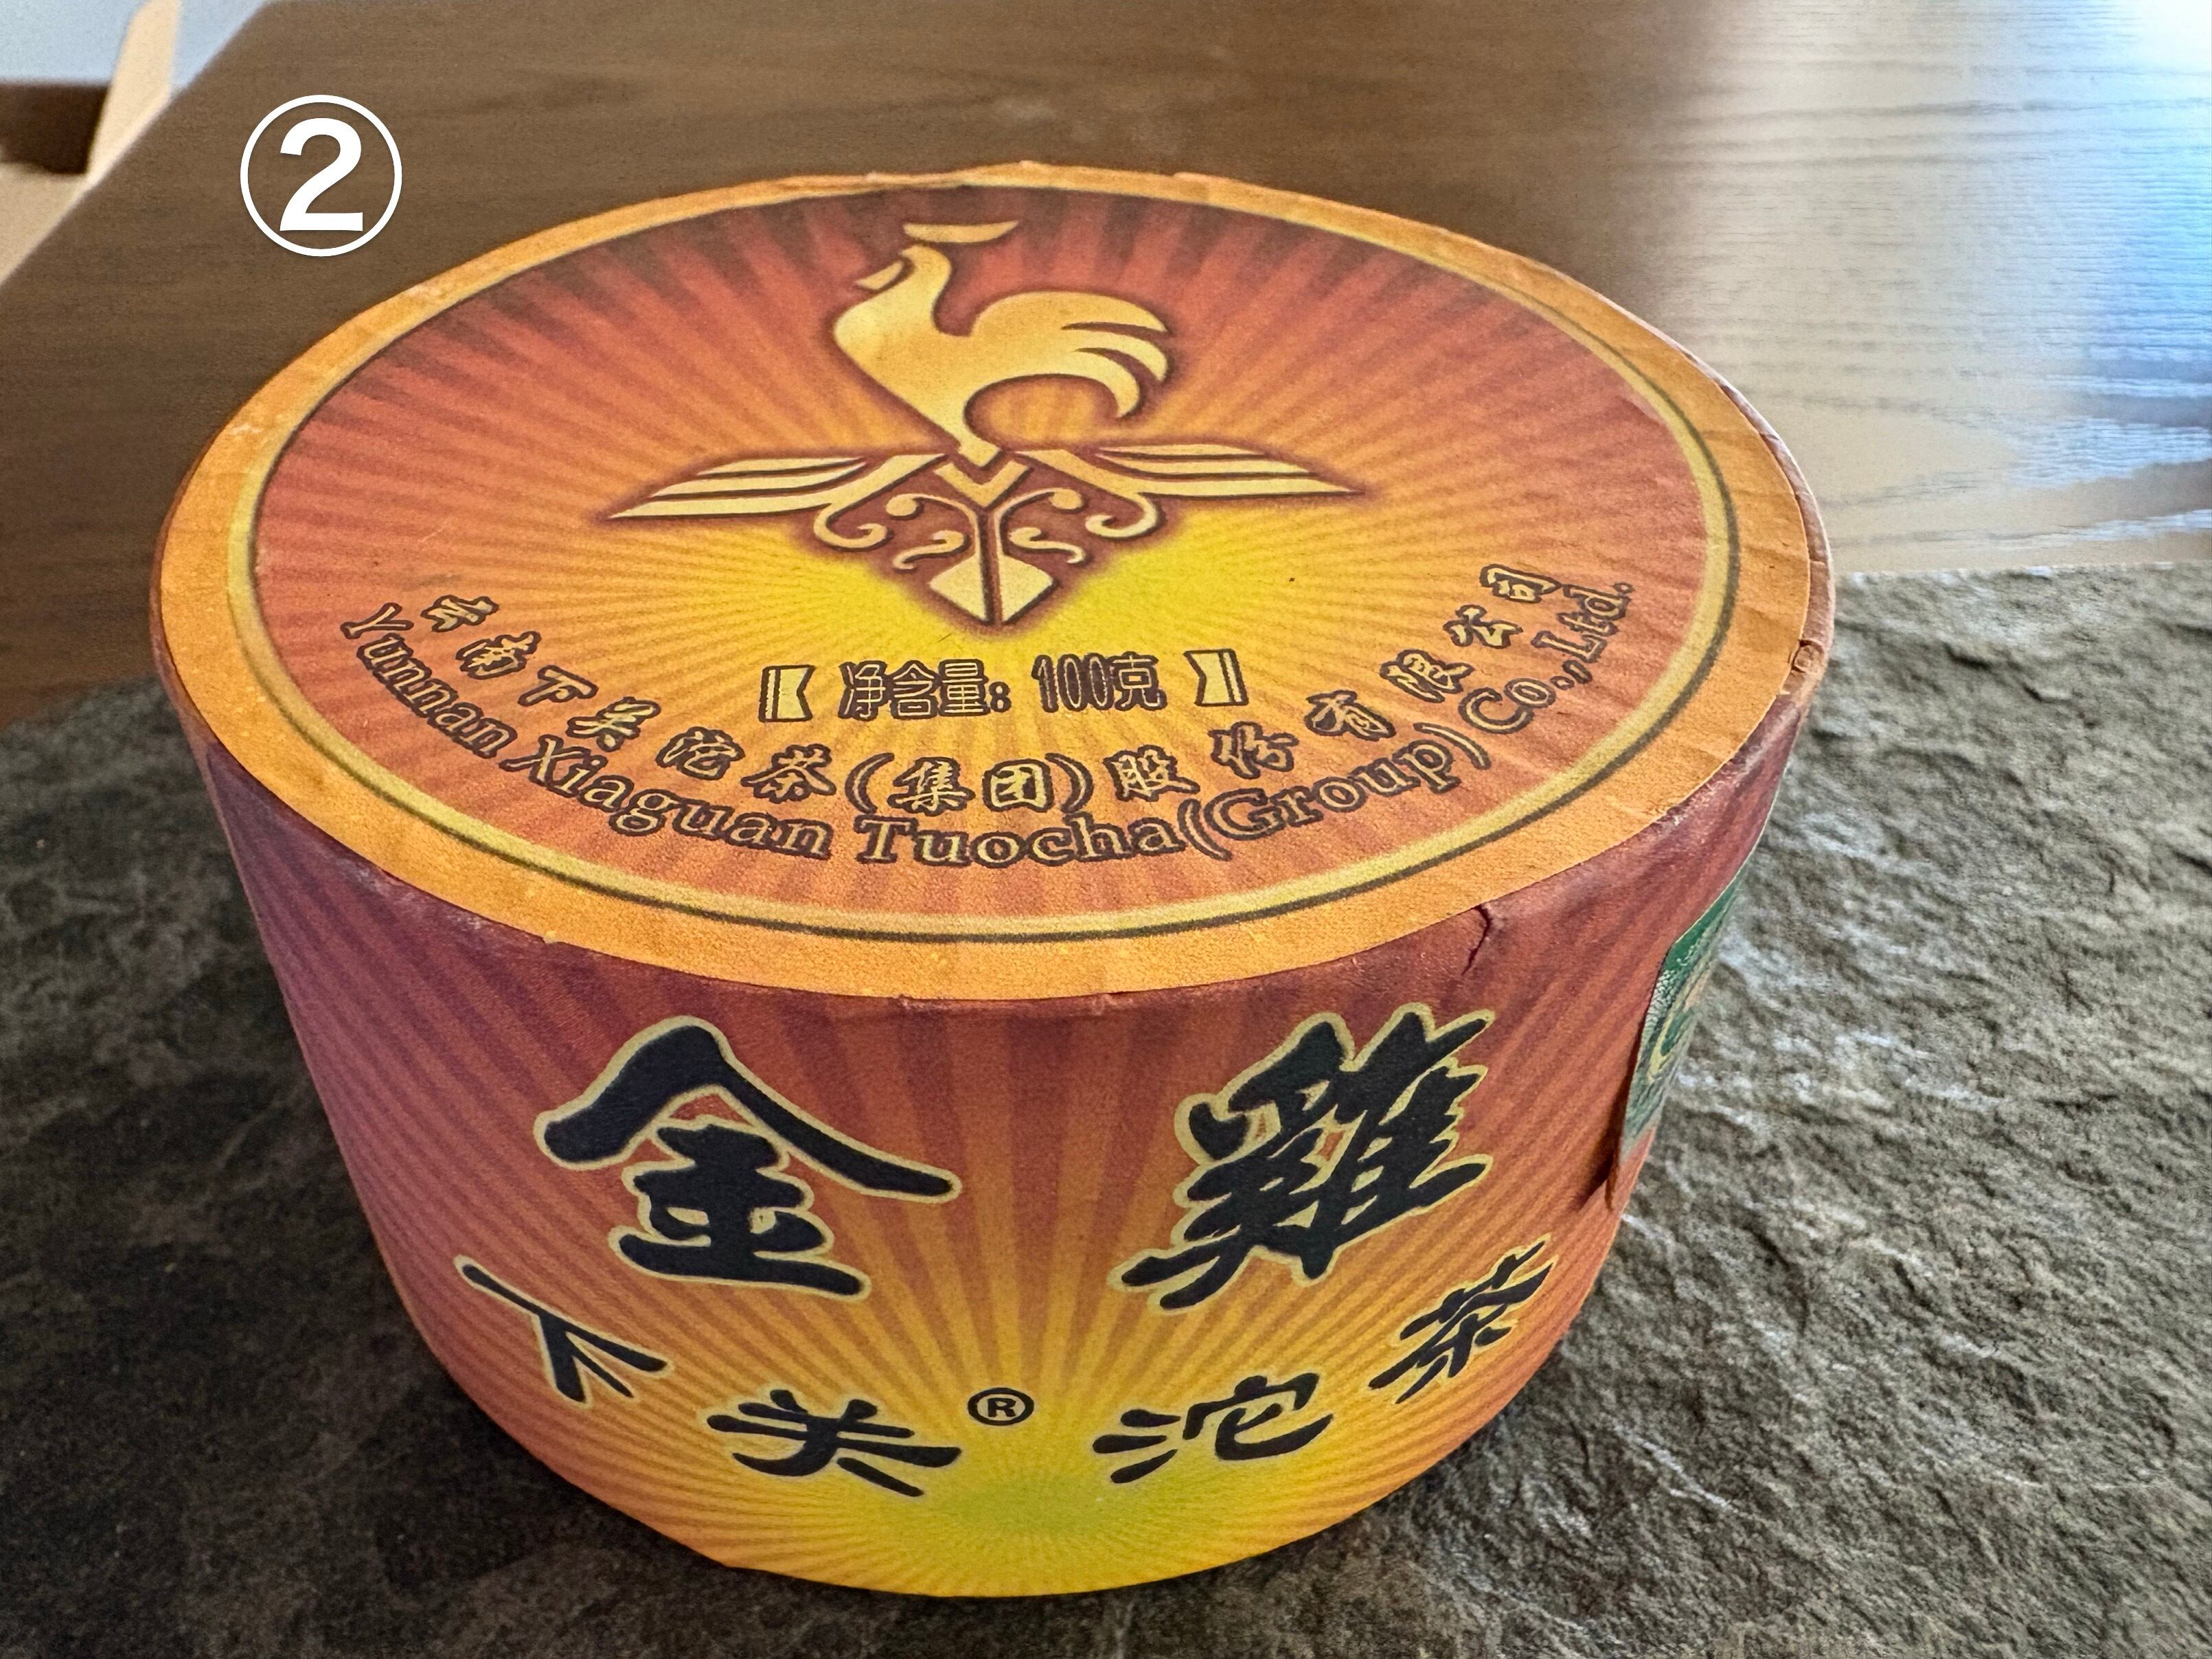 ②
【净含量：100克】
云南下关沱茶(集团)股份有限公司
Yunnan Xiaguan Tuocha(Group) Co.,Ltd.
金雞
下关®沱茶